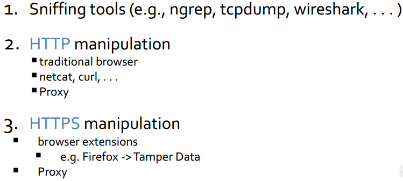 1. Sniffing tools (e.g., ngrep, tcpdump, wireshark, . . . )
2. HTTP manipulation
▪ traditional browser
▪ netcat, curl, . . .
▪ Proxy
3. HTTPS manipulation
▪ browser extensions
▪ e.g. Firefox -> Tamper Data
▪ Proxy